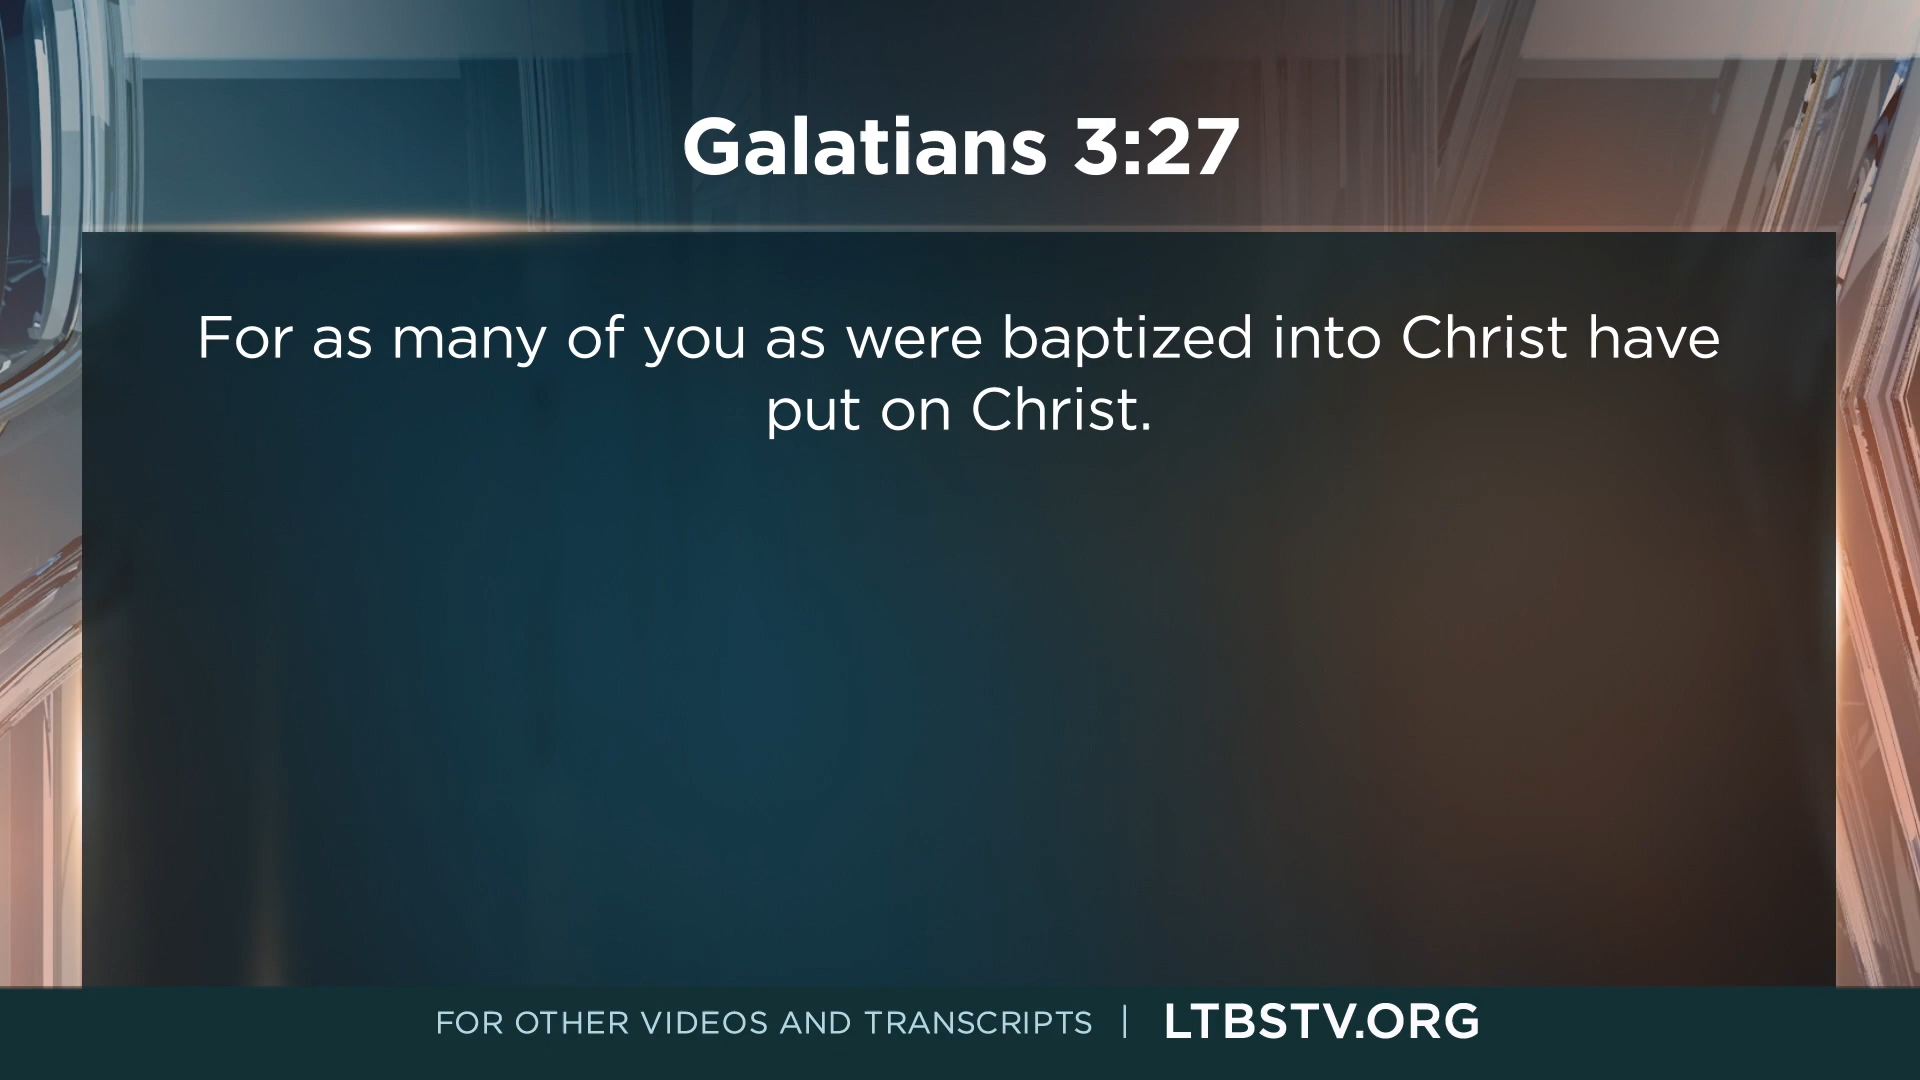 Galatians 3:27
For as many of you as were baptized into Christ have
put on Christ.
FOR OTHER VIDEOS AND TRANSCRIPTS | LTBSTV.ORG